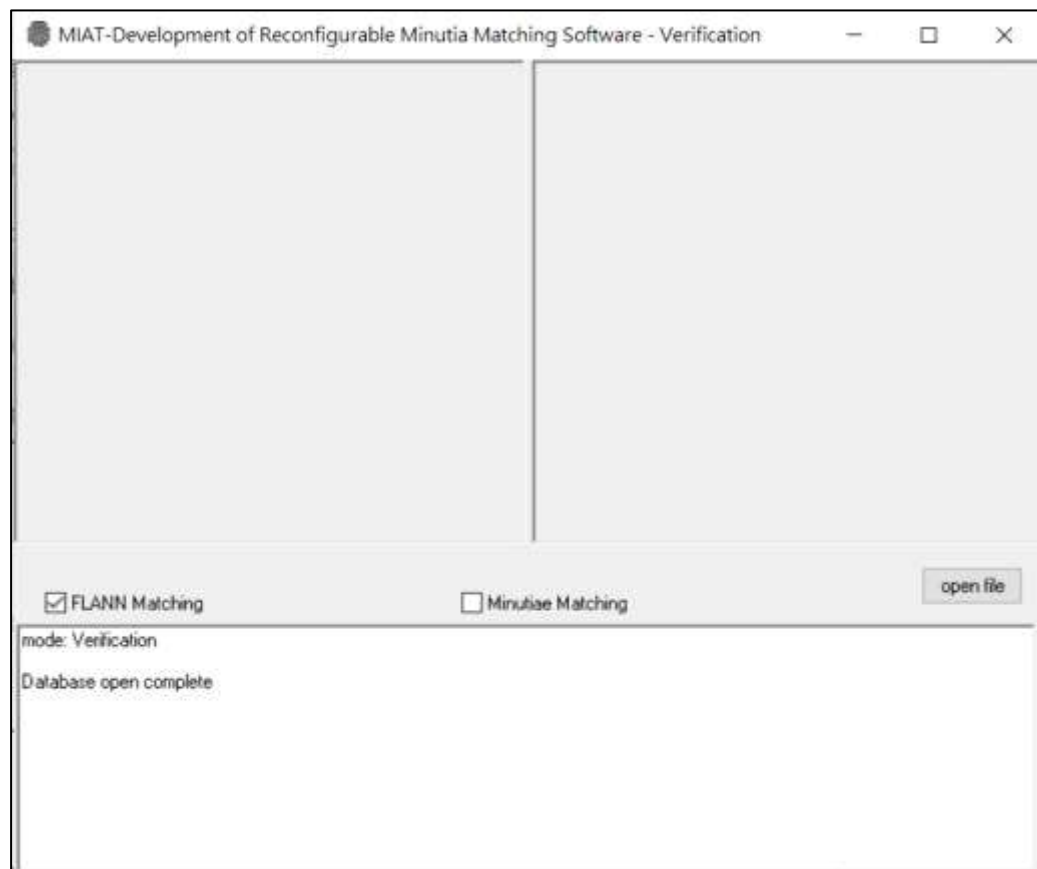 MIAT-Development of Reconfigurable Minutia Matching Software - Verification
open file
FLANN Matching
Minutiae Matching
mode: Verification
Database open complete